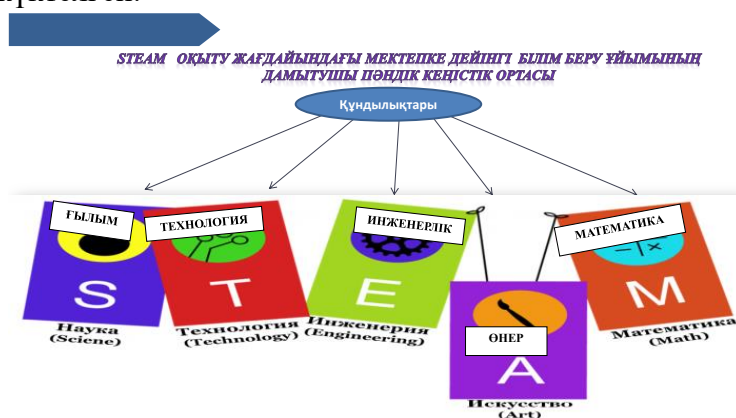 STEAM ОҚЫТУ ЖАҒДАЙЫНДАҒЫ МЕКТЕПКЕ ДЕЙІНГІ БІЛІМ БЕРУ ҰЙЫМЫНЫҢ
ДАМЫТУШЫ ПӘНДІК КЕҢІСТІК ОРТАСЫ
Құндылықтары
ҒЫЛЫМ
ТЕХНОЛОГИЯ
ИНЖЕНЕРЛІК
МАТЕМАТИКА
S
T
E
M
Наука
(Sciene)
Технология
(Technology)
Инженерия
(Engineering)
Математика
(Math)
ӨНЕР
A
Искусство
(Art)